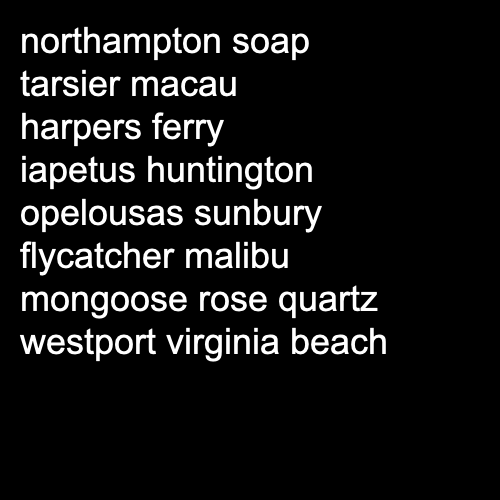 northampton soap
tarsier macau
harpers ferry
iapetus huntington
opelousas sunbury
flycatcher malibu
mongoose rose quartz
westport virginia beach